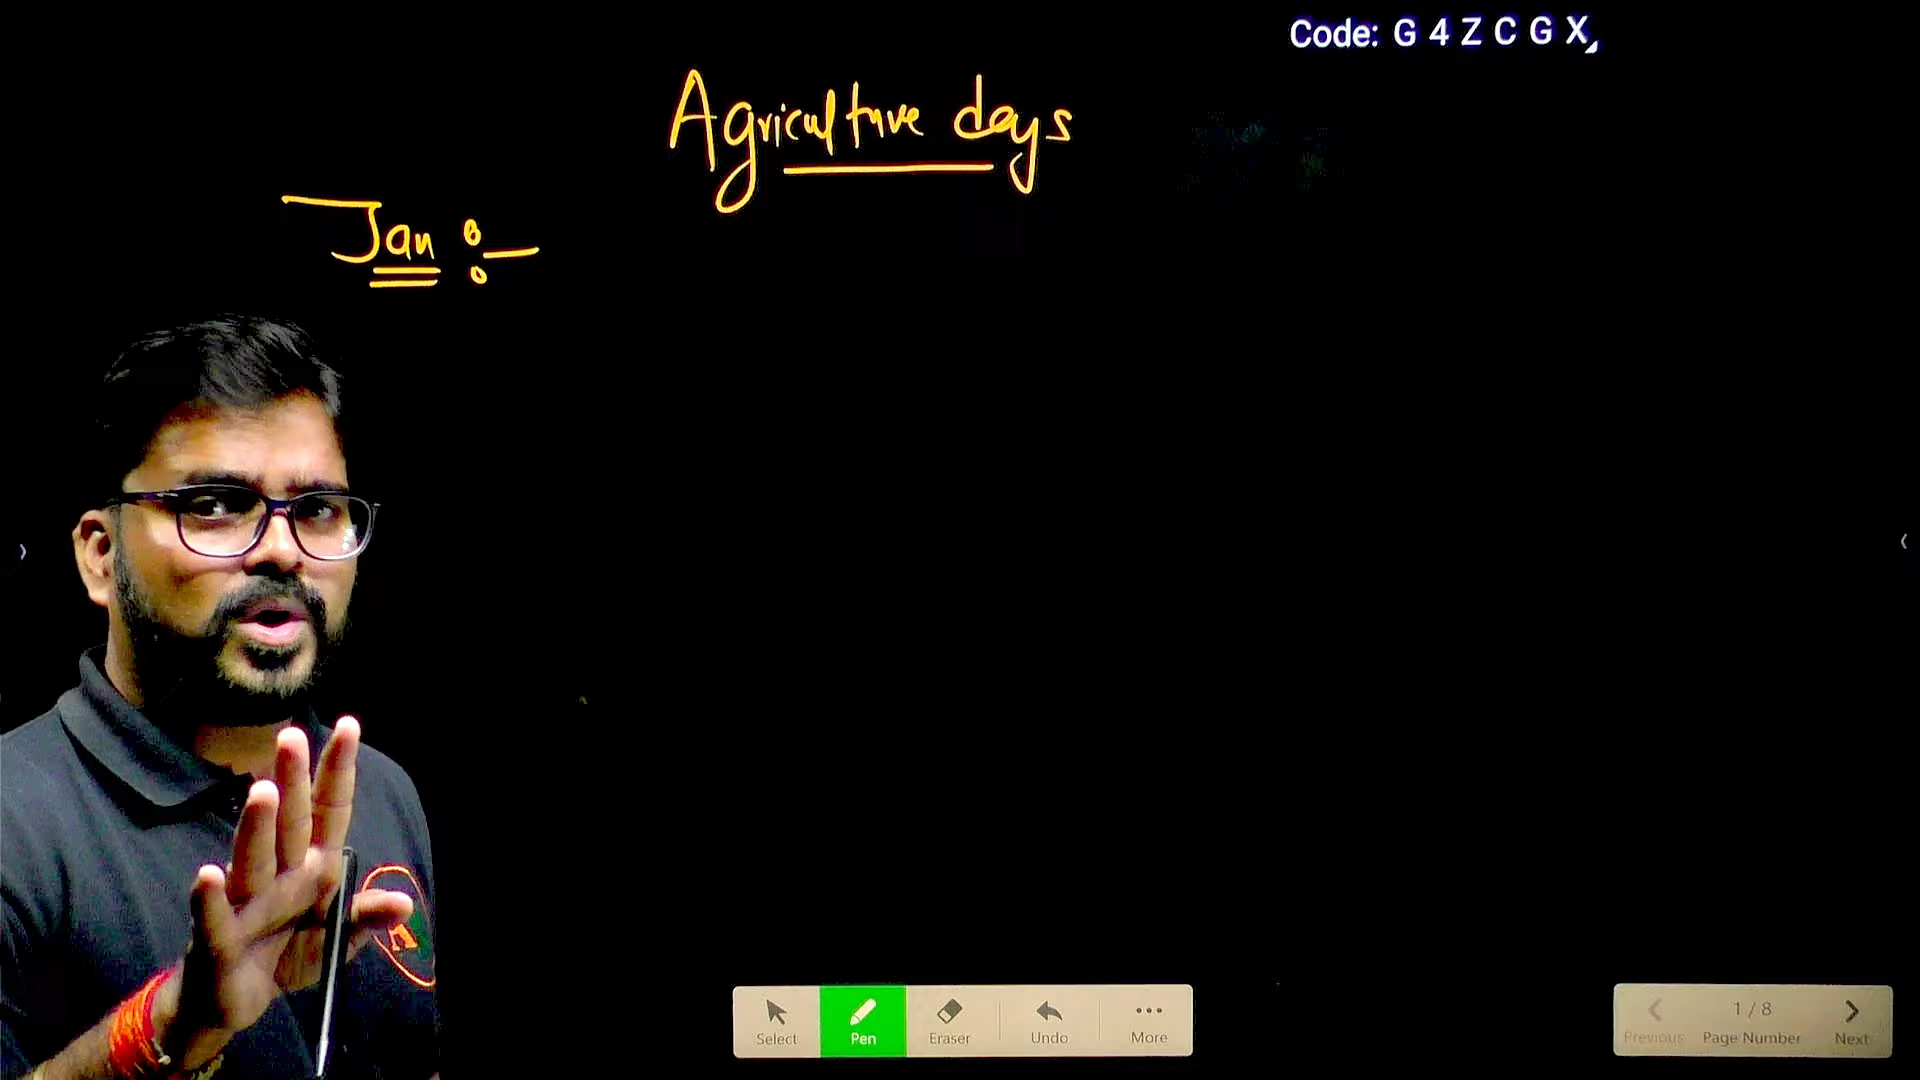 Code: G 4 Z C G X
Agriculture days
Jan :-
Select
Pen
Eraser
Undo
More
Previous
1 / 8
Page Number
Next